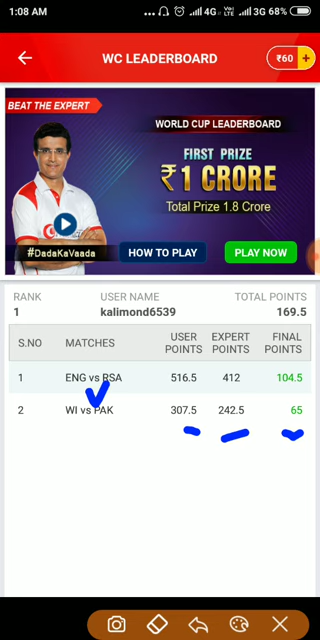 1:08 AM ... 4G VoLTE 3G 68%
WC LEADERBOARD
₹60 +
BEAT THE EXPERT
WORLD CUP LEADERBOARD
FIRST PRIZE
₹1 CRORE
Total Prize 1.8 Crore
#DadaKaVaada
HOW TO PLAY
PLAY NOW
RANK USER NAME TOTAL POINTS
1 kalimond6539 169.5
S.NO MATCHES USER POINTS EXPERT POINTS FINAL POINTS
1 ENG vs RSA 516.5 412 104.5
2 WI vs PAK 307.5 242.5 65